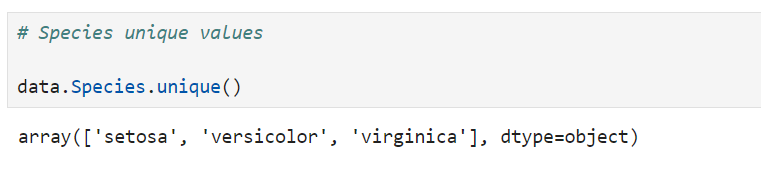 # Species unique values
data.Species.unique()
array(['setosa', 'versicolor', 'virginica'], dtype=object)